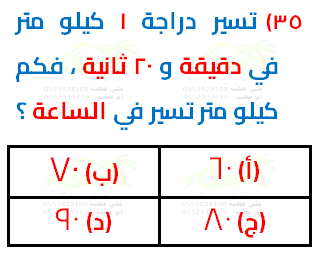 ٣٥) تسير دراجة ١ كيلو متر
في دقيقة و ٢٠ ثانية ، فكم
كيلو متر تسير في الساعة ؟
(أ) ٦٠
(ب) ٧٠
(ج) ٨٠
(د) ٩٠